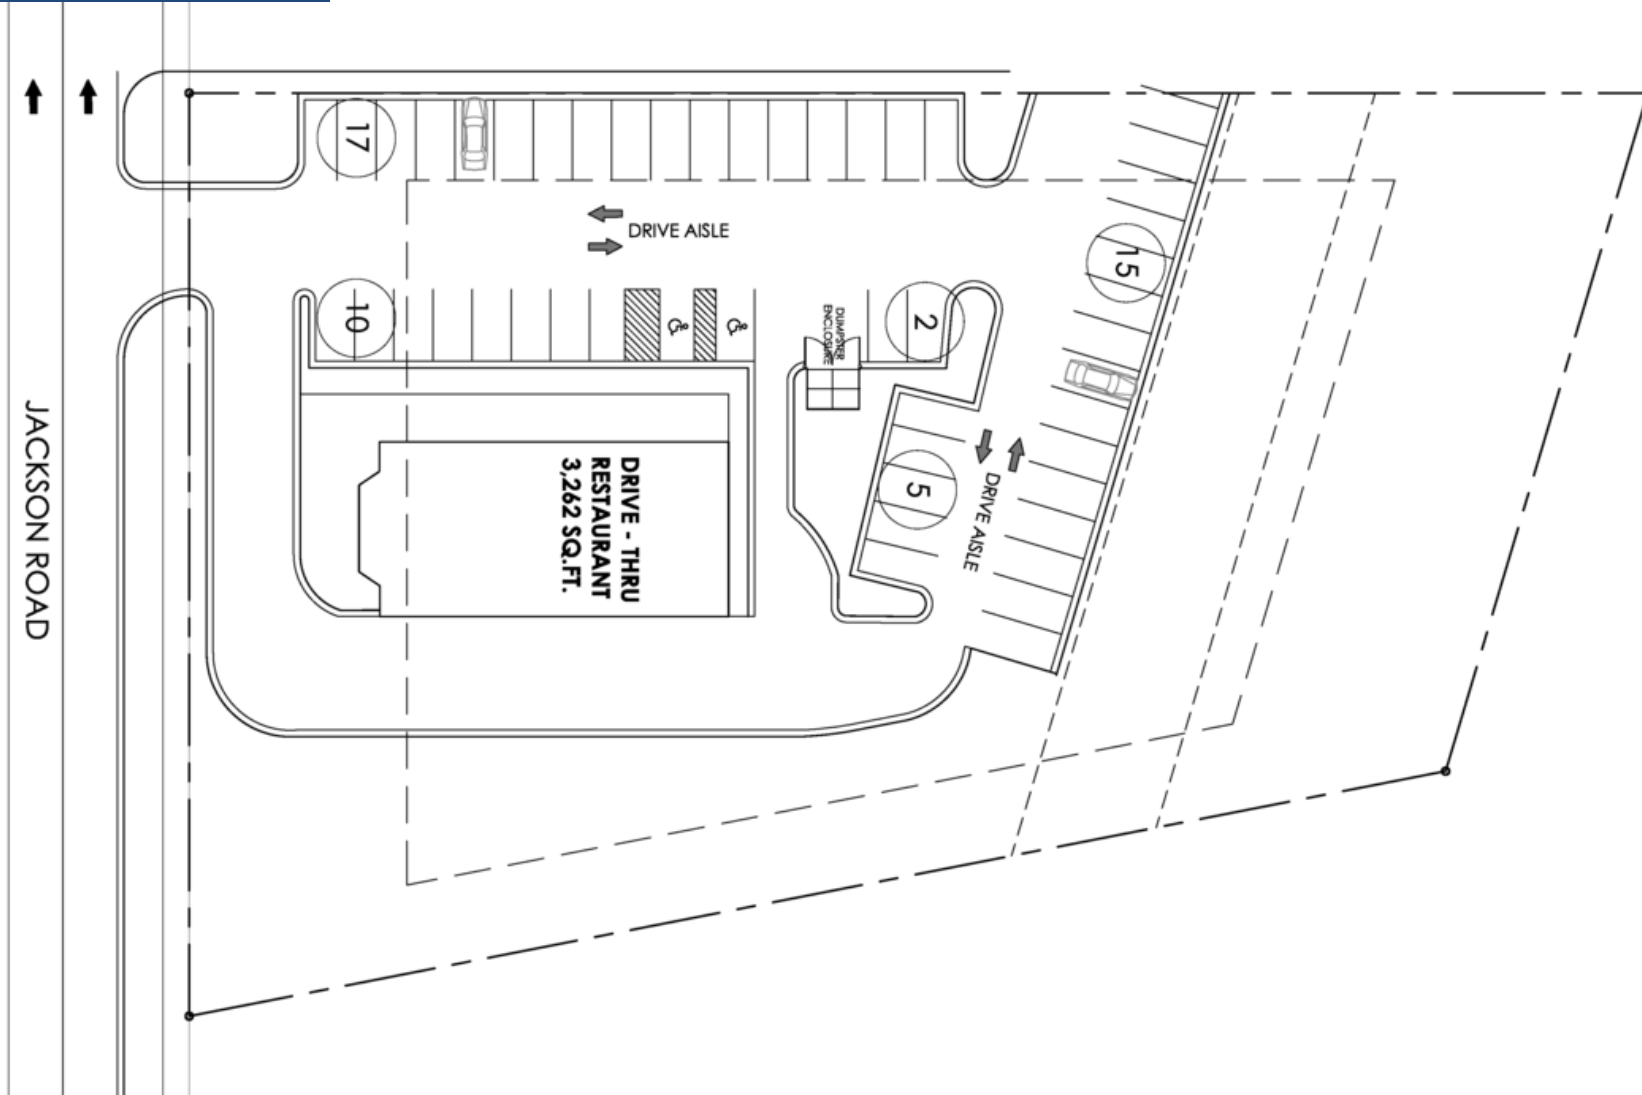 17
DRIVE AISLE
15
10
DUMPSTER
ENCLOSURE
2
JACKSON ROAD
DRIVE - THRU
RESTAURANT
3,262 SQ.FT.
5
DRIVE AISLE